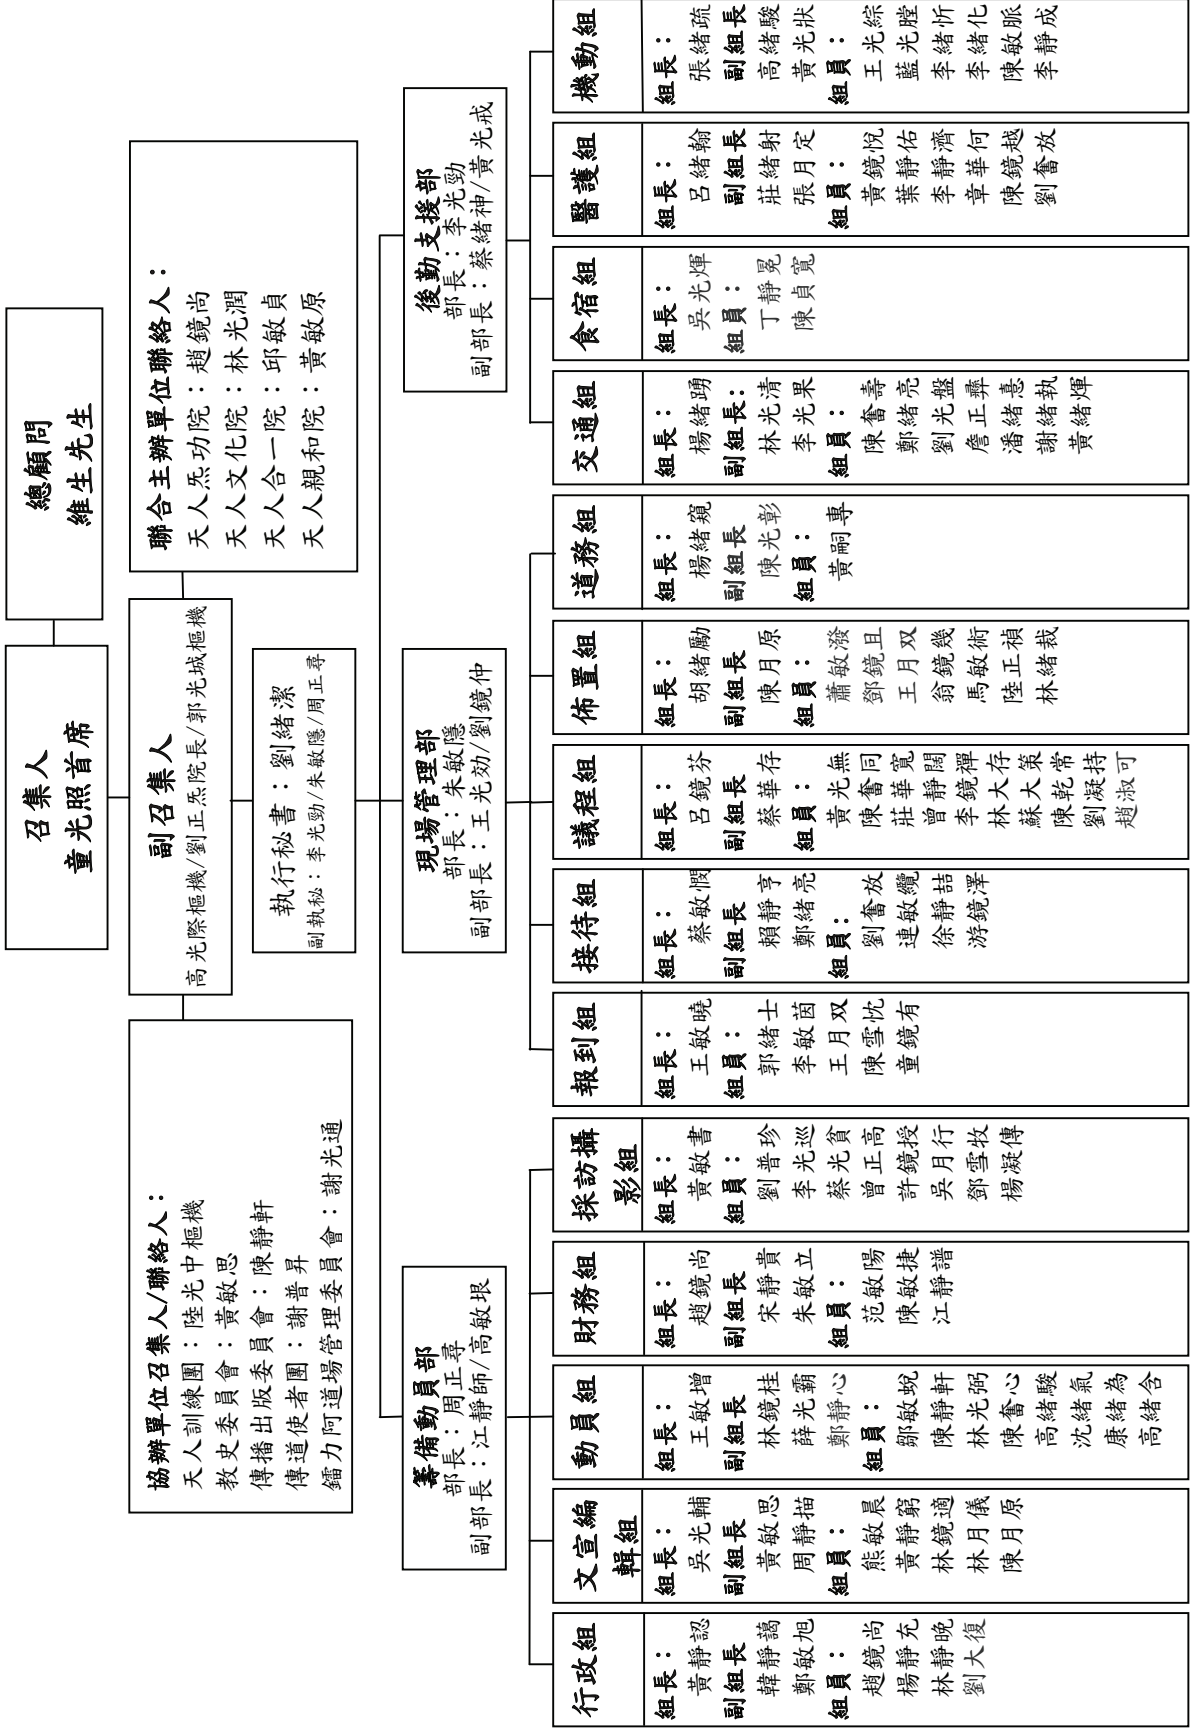 總顧問
維生先生
召集人
童光照首席
副召集人
高光際樞機/劉正炁院長/郭光城樞機
協辦單位召集人/聯絡人：
天人訓練團：陸光中樞機
教史委員會：黃敏思
傳播出版委員會：陳靜軒
傳道使者團：謝普昇
鐳力阿道場管理委員會：謝光通
聯合主辦單位聯絡人：
天人炁功院：趙鏡尚
天人文化院：林光潤
天人合一院：邱敏貞
天人親和院：黃敏原
執行秘書：劉緒潔
副執秘：李光勁/朱敏隱/周正尋
籌備動員部
部長：周正尋
副部長：江靜師/高敏垠
現場管理部
部長：朱敏隱
副部長：王光効/劉鏡仲
後勤支援部
部長：李光勁
副部長：蔡緒神/黃光戒
行政組
組長：
黃靜認
副組長
韓靜藹
鄭敏旭
組員：
趙鏡尚
楊靜充
林靜晚
劉大復
文宣編
輯組
組長：
吳光輔
副組長
黃敏思
周靜描
組員：
熊敏晨
黃靜窮
林鏡適
林月儀
陳月原
動員組
組長：
王敏增
副組長
林鏡桂
薛光霸
鄭靜心
組員：
鄒敏蛻
陳靜軒
林光弼
陳奮心
高緒駿
沈緒氣
康緒為
高緒含
財務組
組長：
趙鏡尚
副組長
宋靜貴
朱敏立
組員：
范敏陽
陳敏捷
江靜譜
採訪攝
影組
組長：
黃敏書
組員：
劉普珍
李光巡
蔡光貧
曾正高
許鏡授
吳月行
鄧雪牧
楊凝傳
報到組
組長：
王敏曉
組員：
郭緒士
李敏茵
王月双
陳雪忱
童鏡有
接待組
組長：
蔡敏憫
副組長
賴靜亨
鄭緒亮
組員:
劉奮放
連敏纜
徐靜喆
游鏡澤
議程組
組長：
呂鏡芬
副組長
蔡華存
組員：
黃光無
陳奮同
莊華寬
曾靜闊
李鏡禪
林大存
蘇大策
陳乾常
劉凝持
趙淑可
佈置組
組長：
胡緒勵
副組長
陳月原
組員：
蕭敏潑
鄧鏡且
王月双
翁鏡幾
馬敏術
陸正禎
林緒裁
道務組
組長：
楊緒窺
副組長
陳光彰
組員：
黃嗣專
交通組
組長：
楊緒踴
副組長:
林光清
李光果
組員：
陳奮壽
鄭緒亮
劉光盤
詹正彝
潘緒惪
謝緒執
黃緒煇
食宿組
組長：
吳光煇
組員：
丁靜冕
陳貞寬
醫護組
組長：
呂緒翰
副組長
莊緒射
張月定
組員：
黃鏡悅
葉靜佑
李靜濟
章華何
陳鏡越
劉奮放
機動組
組長：
張緒疏
副組長
高緒駿
黃光狀
組員：
王光綜
藍光膛
李緒忻
李緒化
陳敏脈
李靜成